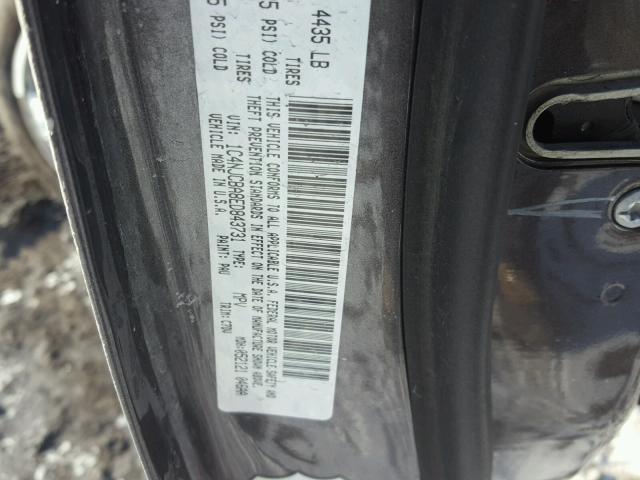 4435 LB
TIRES
5 PSI) COLD
TIRES
5 PSI) COLD
THIS VEHICLE CONFORMS TO ALL APPLICABLE U.S.A. FEDERAL MOTOR VEHICLE SAFETY AND
THEFT PREVENTION STANDARDS IN EFFECT ON THE DATE OF MANUFACTURE SHOWN ABOVE.
VIN: 1C4NJCBA8ED843731 TYPE: MPV
VEHICLE MADE IN U.S.A. PAINT: PAU TRIM: C7DV